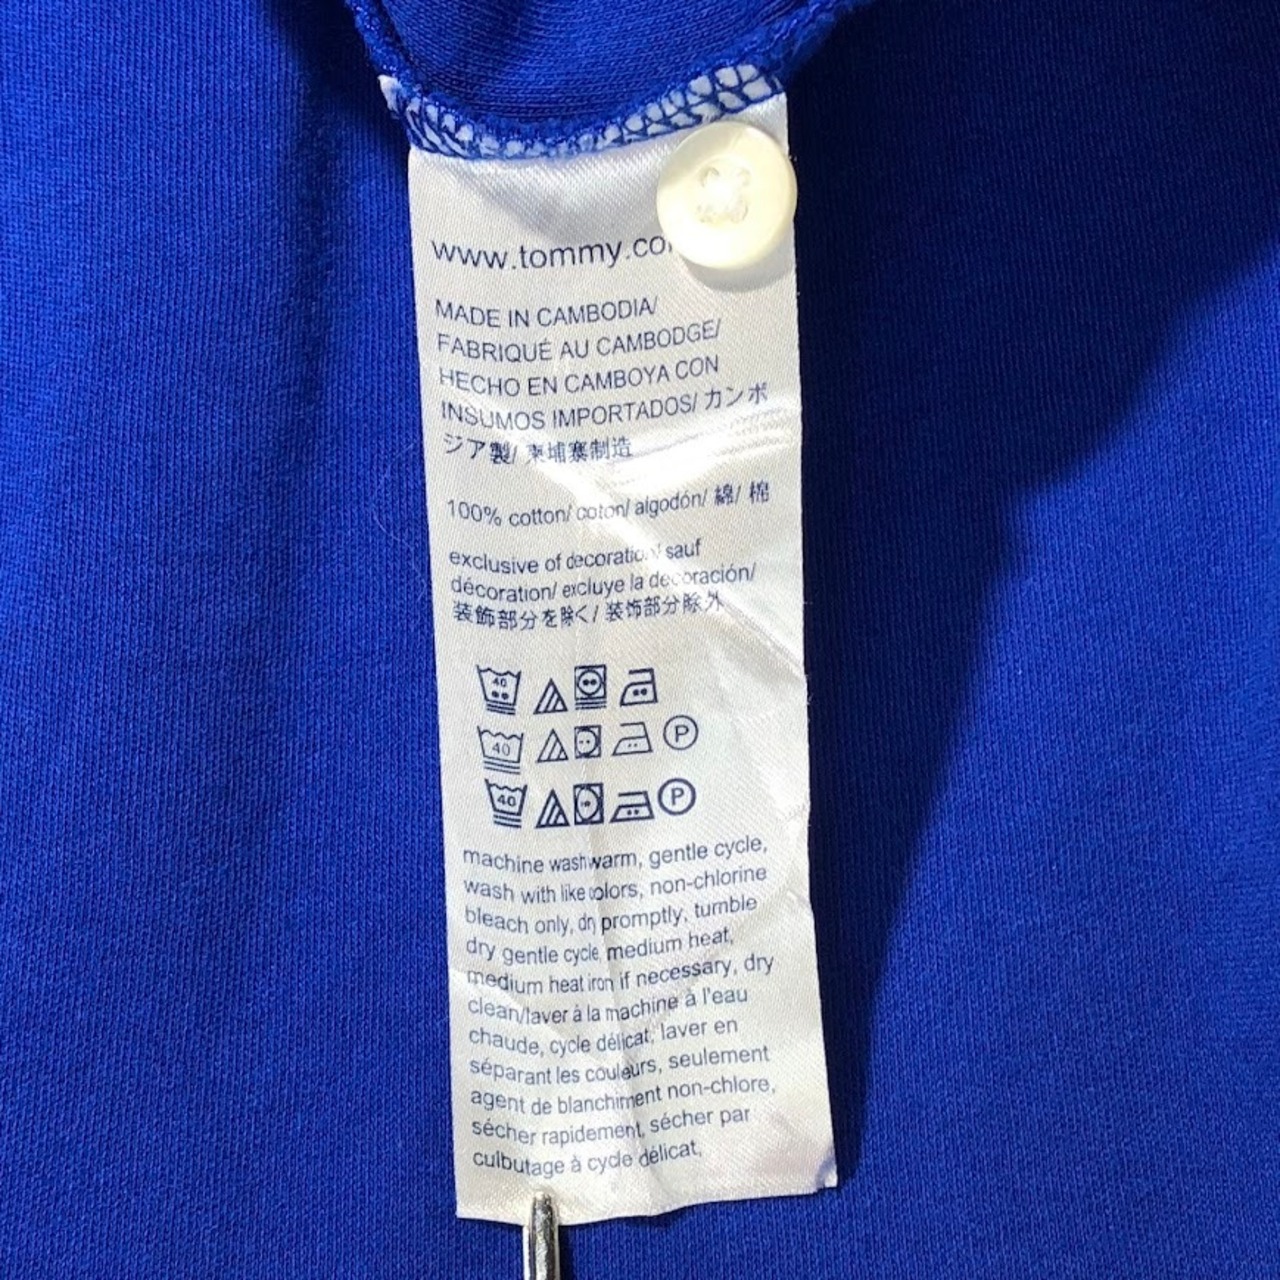 www.tommy.co
MADE IN CAMBODIA/
FABRIQUÉ AU CAMBODGE/
HECHO EN CAMBOYA CON
INSUMOS IMPORTADOS/ カンボ
ジア製/ 柬埔寨制造
100% cotton/ coton/ algodón/ 綿/ 棉
exclusive of decoration/ sauf
décoration/ excluye la decoración/
装飾部分を除く/ 装饰部分除外
40
40 P
40 P
machine wash warm, gentle cycle,
wash with like colors, non-chlorine
bleach only, dry promptly, tumble
dry gentle cycle, medium heat,
medium heat iron if necessary, dry
clean/laver à la machine à l'eau
chaude, cycle délicat, laver en
séparant les couleurs, seulement
agent de blanchiment non-chlore,
sécher rapidement, sécher par
culbutage à cycle délicat,